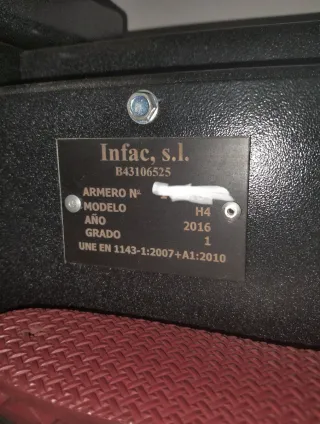 Infac, s.l.
B43106525
ARMERO Nº
MODELO H4
AÑO 2016
GRADO 1
UNE EN 1143-1:2007+A1:2010